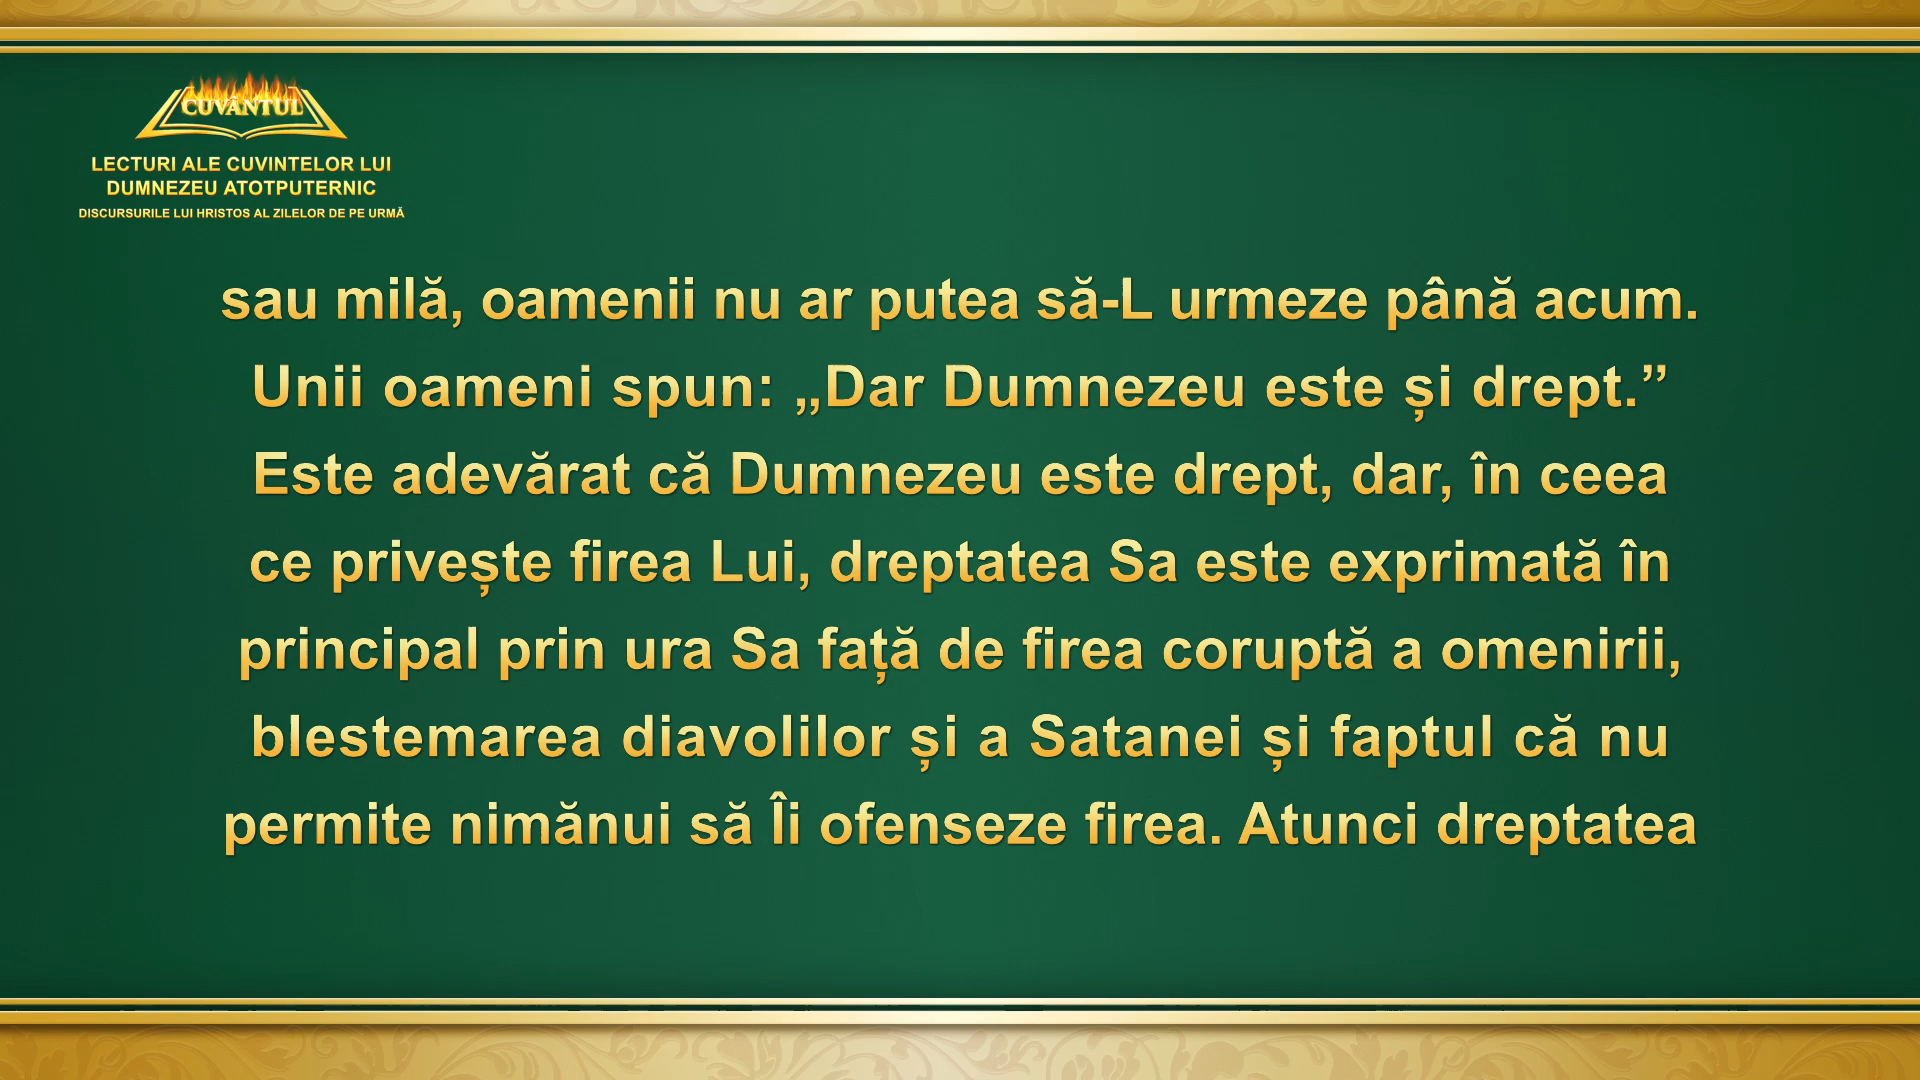 CUVÂNTUL
LECTURI ALE CUVINTELOR LUI
DUMNEZEU ATOTPUTERNIC
DISCURSURILE LUI HRISTOS AL ZILELOR DE PE URMĂ
sau milă, oamenii nu ar putea să-L urmeze până acum.
Unii oameni spun: „Dar Dumnezeu este și drept.”
Este adevărat că Dumnezeu este drept, dar, în ceea
ce privește firea Lui, dreptatea Sa este exprimată în
principal prin ura Sa față de firea coruptă a omenirii,
blestemarea diavolilor și a Satanei și faptul că nu
permite nimănui să Îi ofenseze firea. Atunci dreptatea